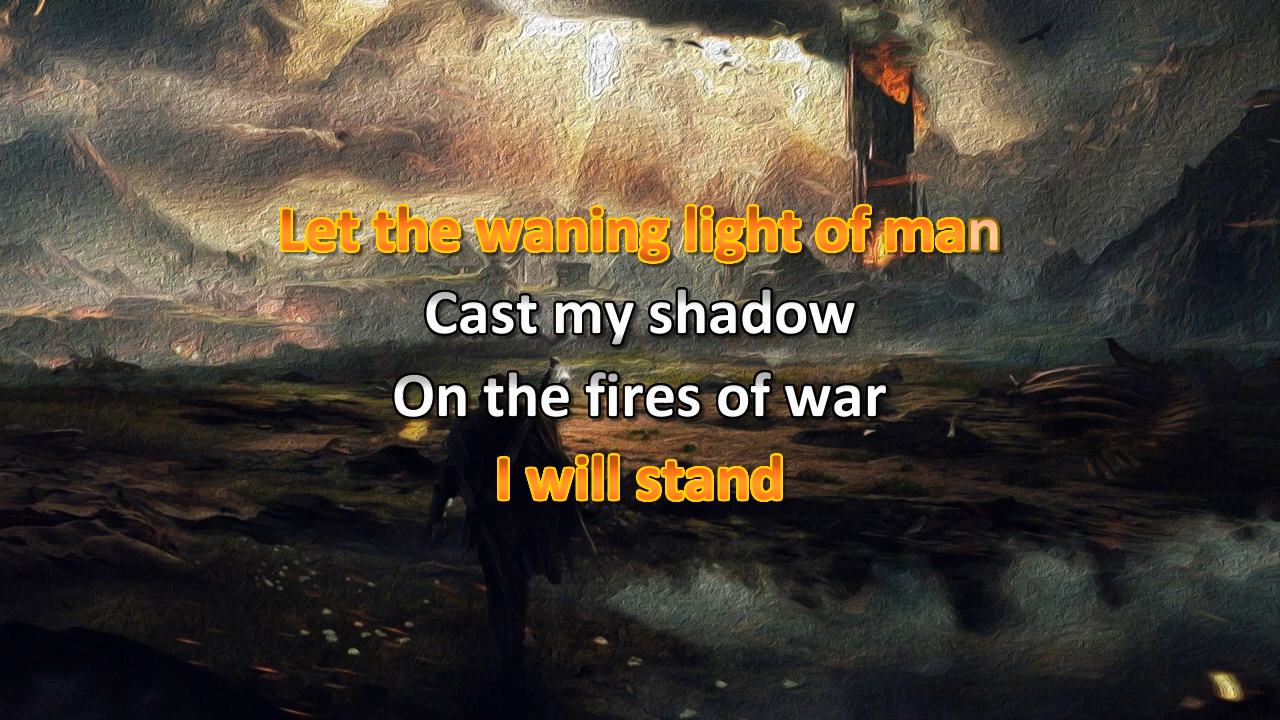 Let the waning light of man
Cast my shadow
On the fires of war
I will stand